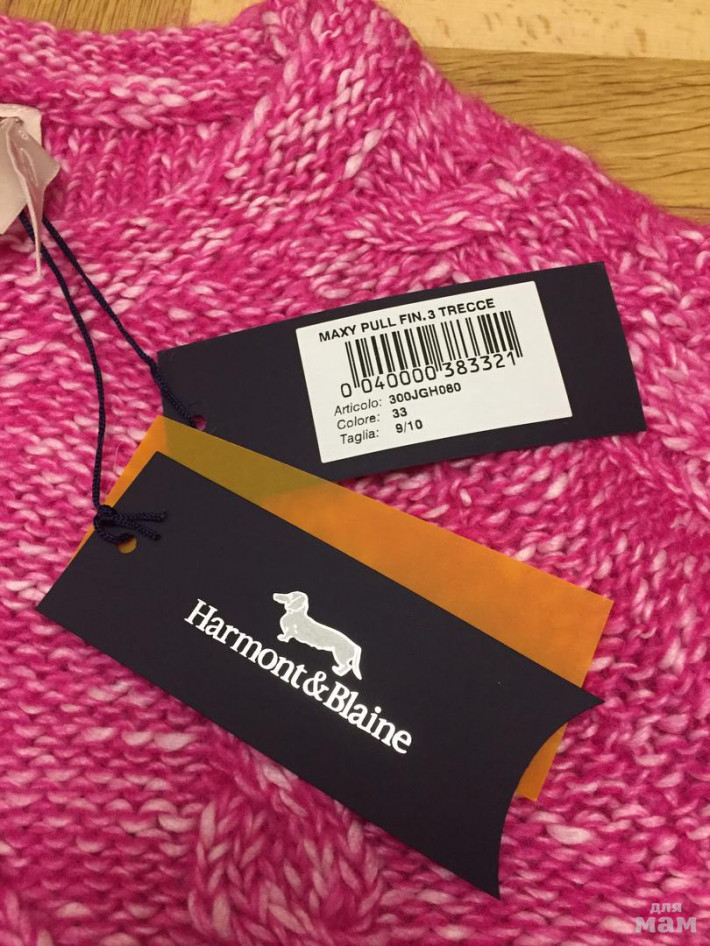 MAXY PULL FIN.3 TRECCE
0 040000 383321
Articolo: 300JGH060
Colore: 33
Taglia: 9/10
Harmont&Blaine
для
мам